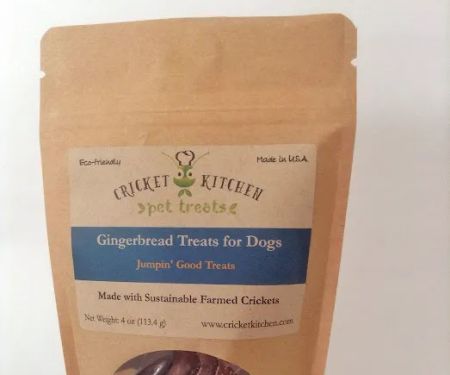 Eco-friendly Made in U.S.A.
CRICKET KITCHEN
pet treats
Gingerbread Treats for Dogs
Jumpin' Good Treats
Made with Sustainable Farmed Crickets
Net Weight: 4 oz (113.4 g) www.cricketkitchen.com